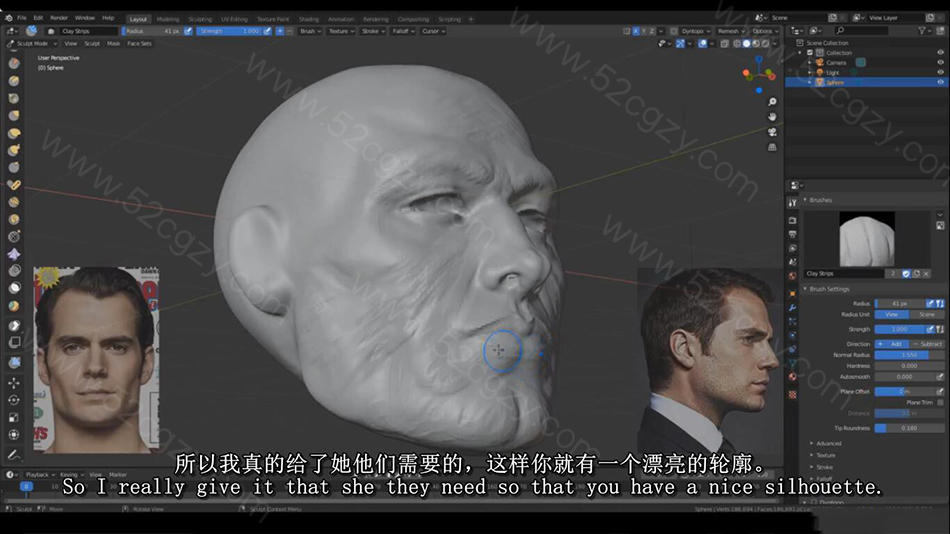 File Edit Render Window Help Layout Modeling Sculpting UV Editing Texture Paint Shading Animation Rendering Compositing Scripting + Scene View Layer
Clay Strips Radius 41 px Strength 1.000 Brush Texture Stroke Falloff Cursor Dyntopo Remesh Options
Sculpt Mode View Sculpt Mask Face Sets
User Perspective
(0) Sphere
Scene Collection
Collection
Camera
Light
Sphere
www.52cgzy.com
Brushes
Clay Strips 2
Brush Settings
Radius 41 px
Radius Unit View Scene
Strength 1.000
Direction + Add − Subtract
Normal Radius 1.550
Hardness 0.000
Autosmooth 0.000
Plane Offset
Plane Trim
Distance
Tip Roundness 0.180
Advanced
Texture
Stroke
Falloff
所以我真的给了她他们需要的，这样你就有一个漂亮的轮廓。
So I really give it that she they need so that you have a nice silhouette.
Playback Keying View Marker
Sculpt Move Rotate View Sculpt Context Menu